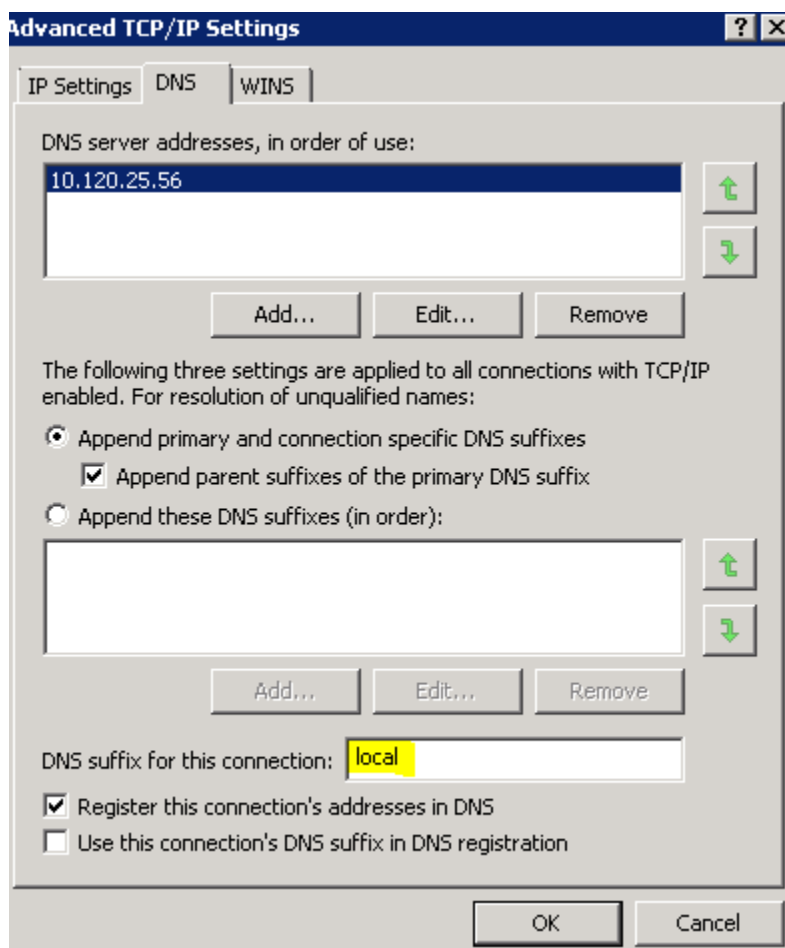 Advanced TCP/IP Settings
IP Settings DNS WINS
DNS server addresses, in order of use:
10.120.25.56
Add... Edit... Remove
The following three settings are applied to all connections with TCP/IP
enabled. For resolution of unqualified names:
Append primary and connection specific DNS suffixes
Append parent suffixes of the primary DNS suffix
Append these DNS suffixes (in order):
Add... Edit... Remove
DNS suffix for this connection: local
Register this connection's addresses in DNS
Use this connection's DNS suffix in DNS registration
OK Cancel